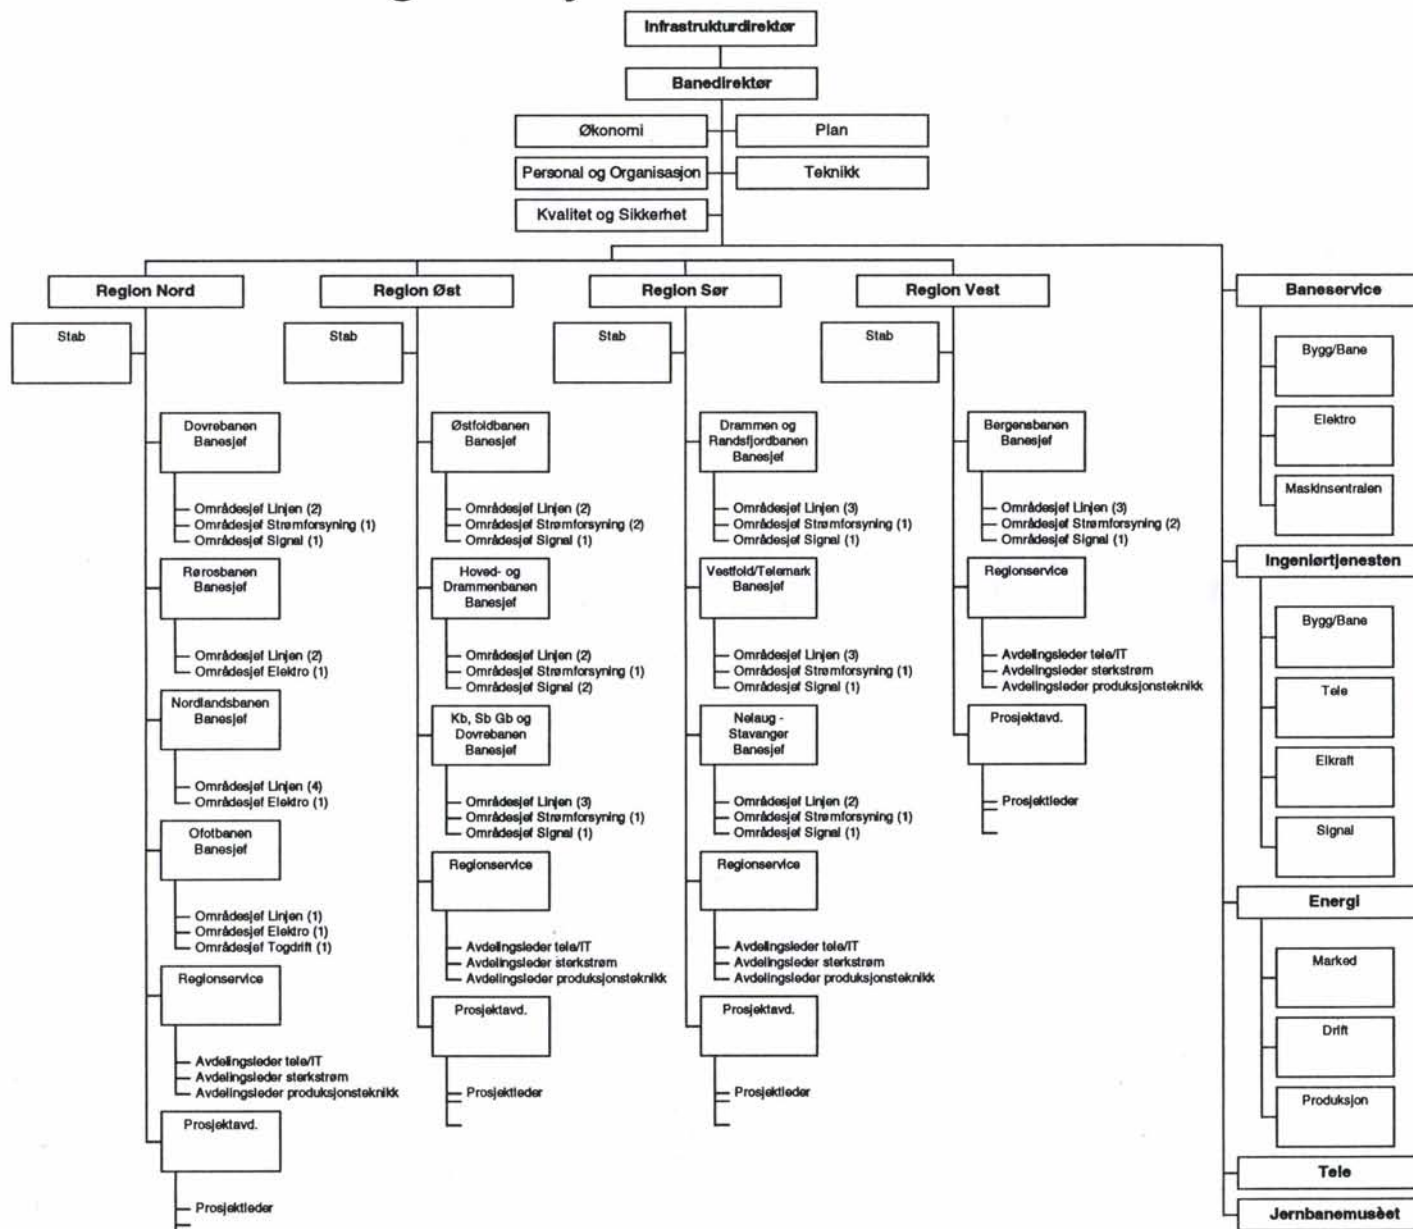 Infrastrukturdirektør
Banedirektør
Økonomi
Plan
Personal og Organisasjon
Teknikk
Kvalitet og Sikkerhet
Region Nord
Stab
Dovrebanen
Banesjef
Områdesjef Linjen (2)
Områdesjef Strømforsyning (1)
Områdesjef Signal (1)
Rørosbanen
Banesjef
Områdesjef Linjen (2)
Områdesjef Elektro (1)
Nordlandsbanen
Banesjef
Områdesjef Linjen (4)
Områdesjef Elektro (1)
Ofotbanen
Banesjef
Områdesjef Linjen (1)
Områdesjef Elektro (1)
Områdesjef Togdrift (1)
Regionservice
Avdelingsleder tele/IT
Avdelingsleder sterkstrøm
Avdelingsleder produksjonsteknikk
Prosjektavd.
Prosjektleder
Region Øst
Stab
Østfoldbanen
Banesjef
Områdesjef Linjen (2)
Områdesjef Strømforsyning (2)
Områdesjef Signal (1)
Hoved- og
Drammenbanen
Banesjef
Områdesjef Linjen (2)
Områdesjef Strømforsyning (1)
Områdesjef Signal (2)
Kb, Sb Gb og
Dovrebanen
Banesjef
Områdesjef Linjen (3)
Områdesjef Strømforsyning (1)
Områdesjef Signal (1)
Regionservice
Avdelingsleder tele/IT
Avdelingsleder sterkstrøm
Avdelingsleder produksjonsteknikk
Prosjektavd.
Prosjektleder
Region Sør
Stab
Drammen og
Randsfjordbanen
Banesjef
Områdesjef Linjen (3)
Områdesjef Strømforsyning (1)
Områdesjef Signal (1)
Vestfold/Telemark
Banesjef
Områdesjef Linjen (3)
Områdesjef Strømforsyning (1)
Områdesjef Signal (1)
Nelaug -
Stavanger
Banesjef
Områdesjef Linjen (2)
Områdesjef Strømforsyning (1)
Områdesjef Signal (1)
Regionservice
Avdelingsleder tele/IT
Avdelingsleder sterkstrøm
Avdelingsleder produksjonsteknikk
Prosjektavd.
Prosjektleder
Region Vest
Stab
Bergensbanen
Banesjef
Områdesjef Linjen (3)
Områdesjef Strømforsyning (2)
Områdesjef Signal (1)
Regionservice
Avdelingsleder tele/IT
Avdelingsleder sterkstrøm
Avdelingsleder produksjonsteknikk
Prosjektavd.
Prosjektleder
Baneservice
Bygg/Bane
Elektro
Maskinsentralen
Ingeniørtjenesten
Bygg/Bane
Tele
Elkraft
Signal
Energi
Marked
Drift
Produksjon
Tele
Jernbanemusèet